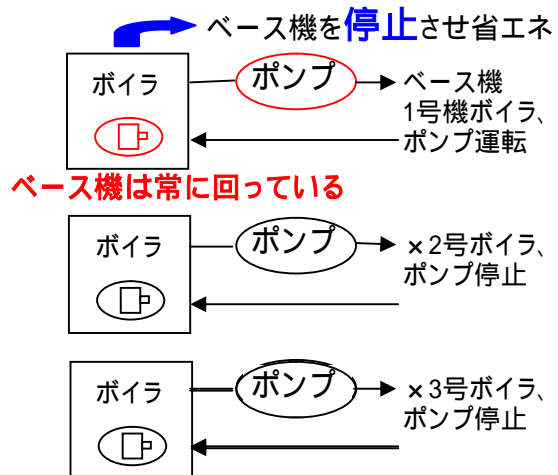 ベース機を停止させ省エネ
ボイラ
ポンプ
ベース機
1号機ボイラ、
ポンプ運転
ベース機は常に回っている
ボイラ
ポンプ
×2号ボイラ、
ポンプ停止
ボイラ
ポンプ
×3号ボイラ、
ポンプ停止